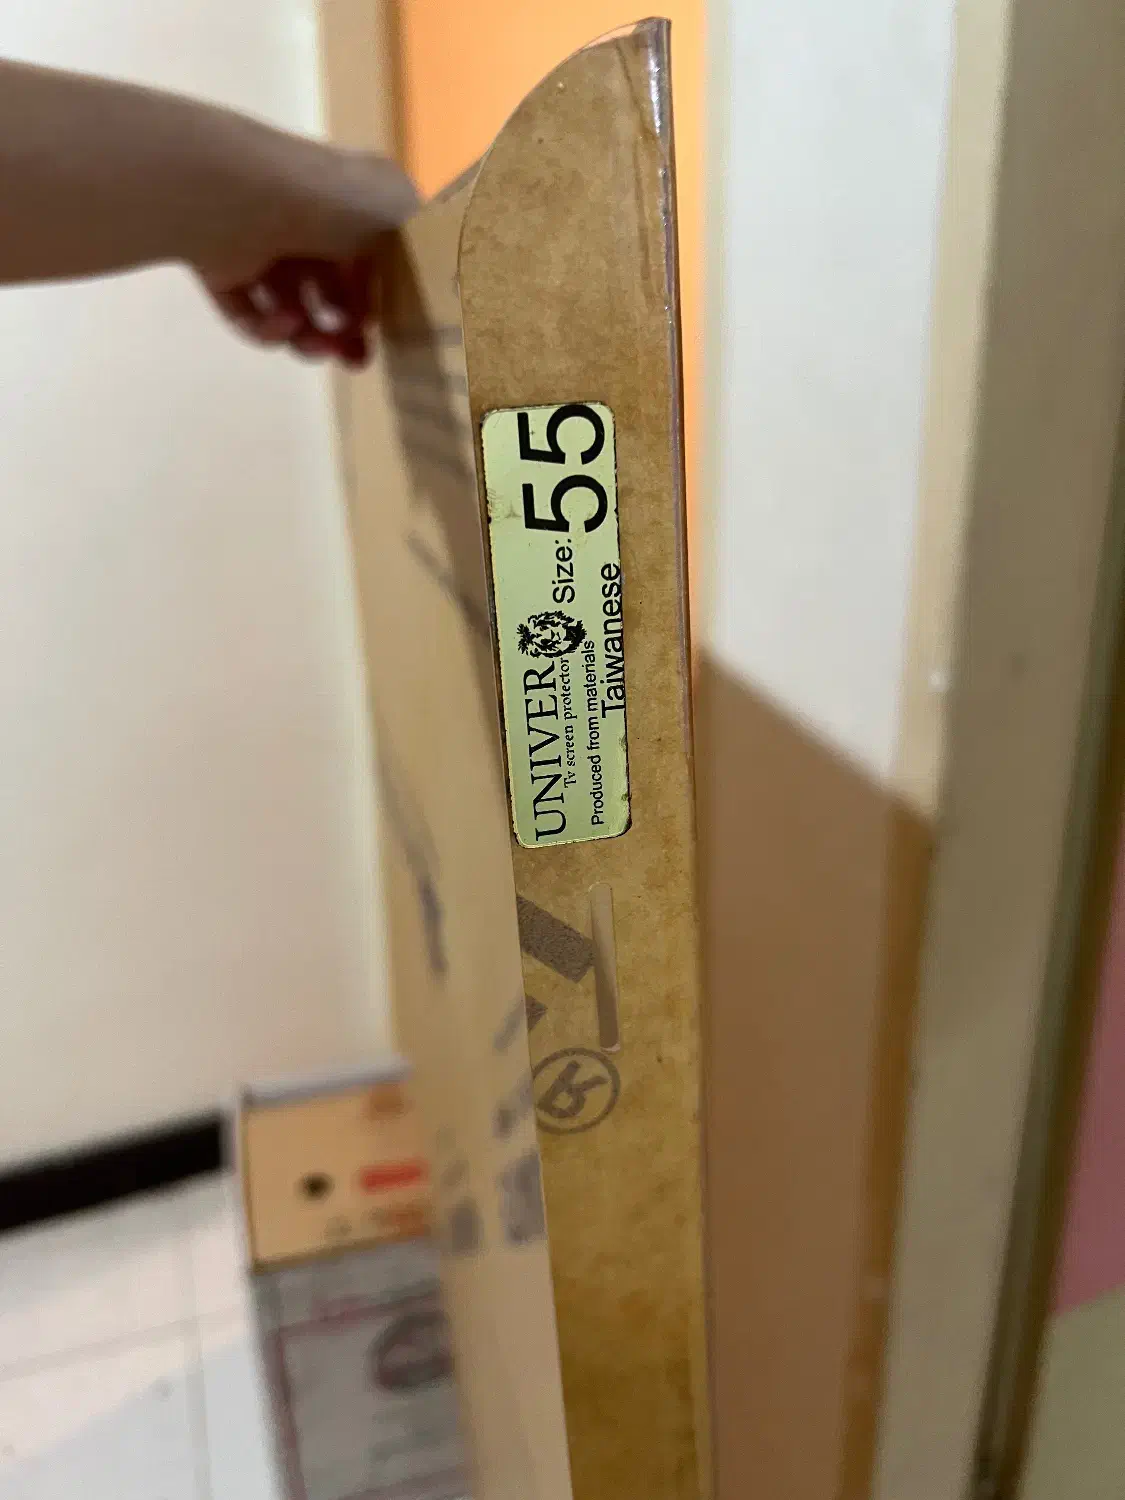 UNIVER
Tv screen protector
Size: 55
Produced from materials
Taiwanese
®